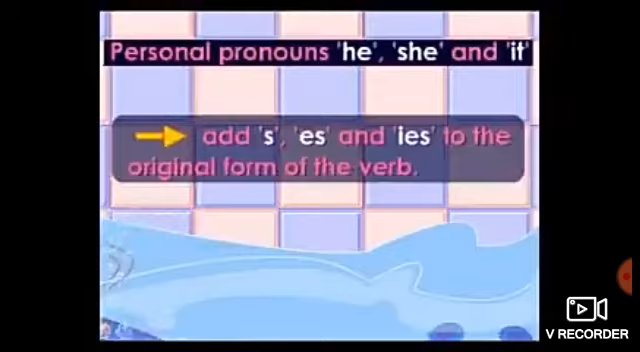 Personal pronouns 'he', 'she' and 'it'
add 's', 'es' and 'ies' to the
original form of the verb.
V RECORDER